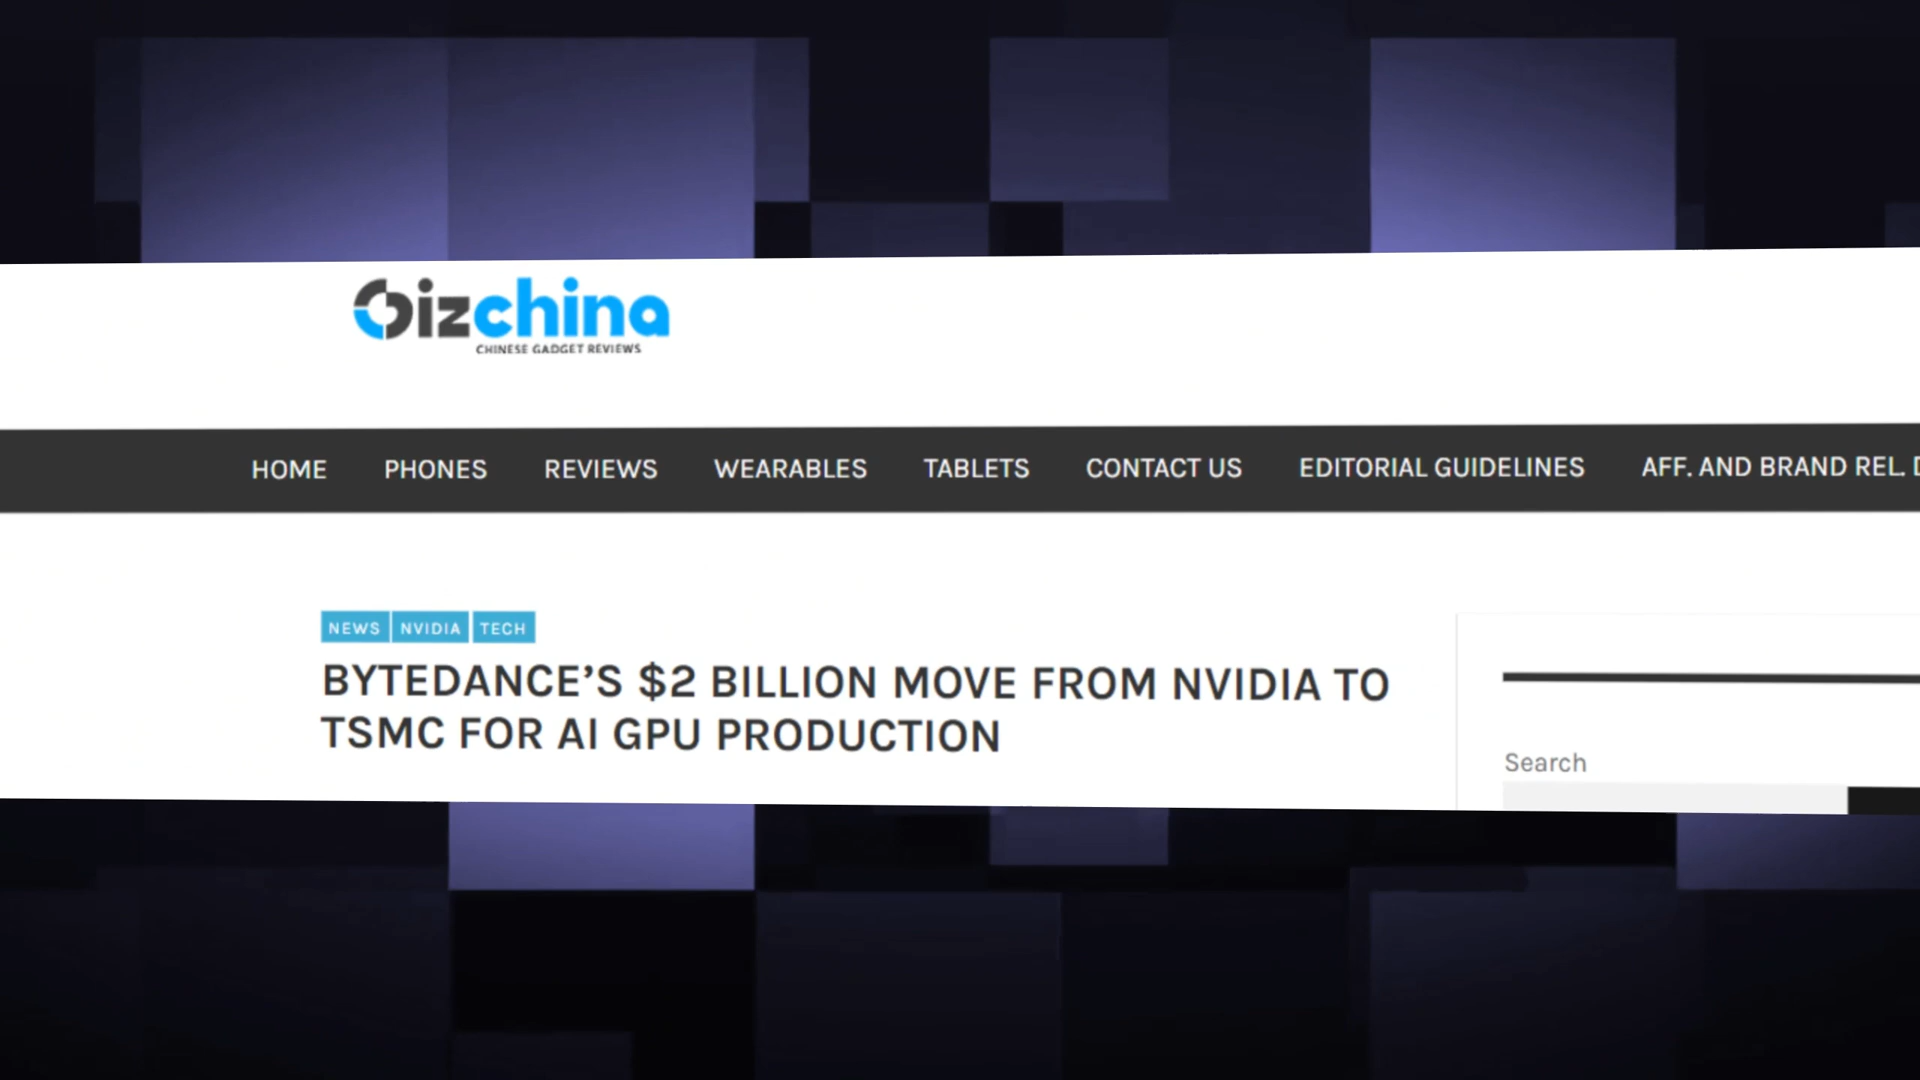 Gizchina
CHINESE GADGET REVIEWS
HOME PHONES REVIEWS WEARABLES TABLETS CONTACT US EDITORIAL GUIDELINES AFF. AND BRAND REL.
NEWS NVIDIA TECH
BYTEDANCE’S $2 BILLION MOVE FROM NVIDIA TO
TSMC FOR AI GPU PRODUCTION
Search